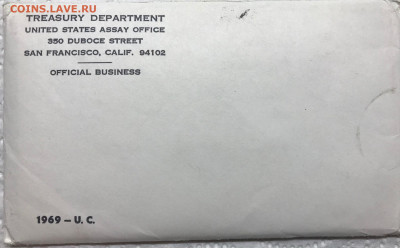 COINS.LAVE.RU
TREASURY DEPARTMENT
UNITED STATES ASSAY OFFICE
350 DUBOCE STREET
SAN FRANCISCO, CALIF. 94102
OFFICIAL BUSINESS
1969 – U. C.